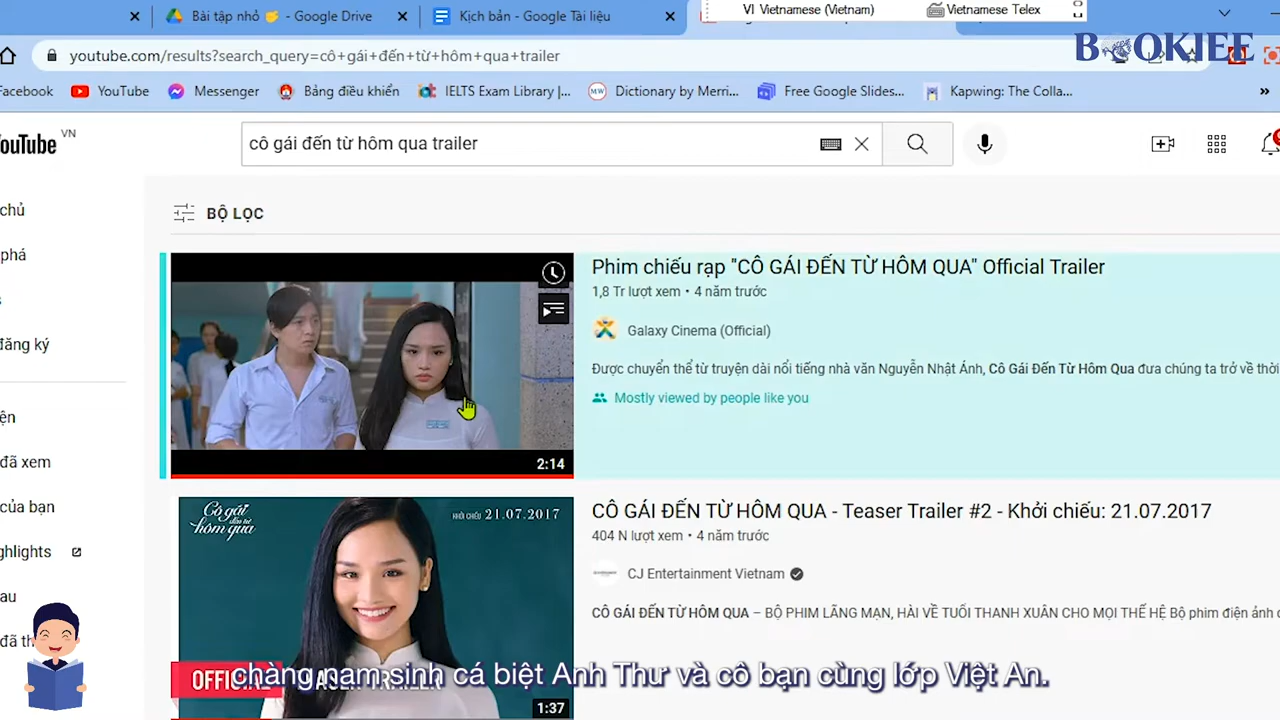 Bài tập nhỏ 🤛 - Google Drive
Kịch bản - Google Tài liệu
VI Vietnamese (Vietnam)
Vietnamese Telex
youtube.com/results?search_query=cô+gái+đến+từ+hôm+qua+trailer
BOOKIEE
Facebook
YouTube
Messenger
Bảng điều khiển
IELTS Exam Library |...
Dictionary by Merri...
Free Google Slides...
Kapwing: The Colla...
»
YouTube VN
cô gái đến từ hôm qua trailer
chủ
phá
s
đăng ký
ện
đã xem
của bạn
ghlights
au
đã th
BỘ LỌC
2:14
Phim chiếu rạp "CÔ GÁI ĐẾN TỪ HÔM QUA" Official Trailer
1,8 Tr lượt xem • 4 năm trước
Galaxy Cinema (Official)
Được chuyển thể từ truyện dài nổi tiếng nhà văn Nguyễn Nhật Ánh, Cô Gái Đến Từ Hôm Qua đưa chúng ta trở về thời
Mostly viewed by people like you
Cô gái
đến từ
hôm qua
KHỞI CHIẾU 21.07.2017
OFFICIAL
1:37
CÔ GÁI ĐẾN TỪ HÔM QUA - Teaser Trailer #2 - Khởi chiếu: 21.07.2017
404 N lượt xem • 4 năm trước
CJ Entertainment Vietnam
CÔ GÁI ĐẾN TỪ HÔM QUA – BỘ PHIM LÃNG MẠN, HÀI VỀ TUỔI THANH XUÂN CHO MỌI THẾ HỆ Bộ phim điện ảnh
chàng nam sinh cá biệt Anh Thư và cô bạn cùng lớp Việt An.